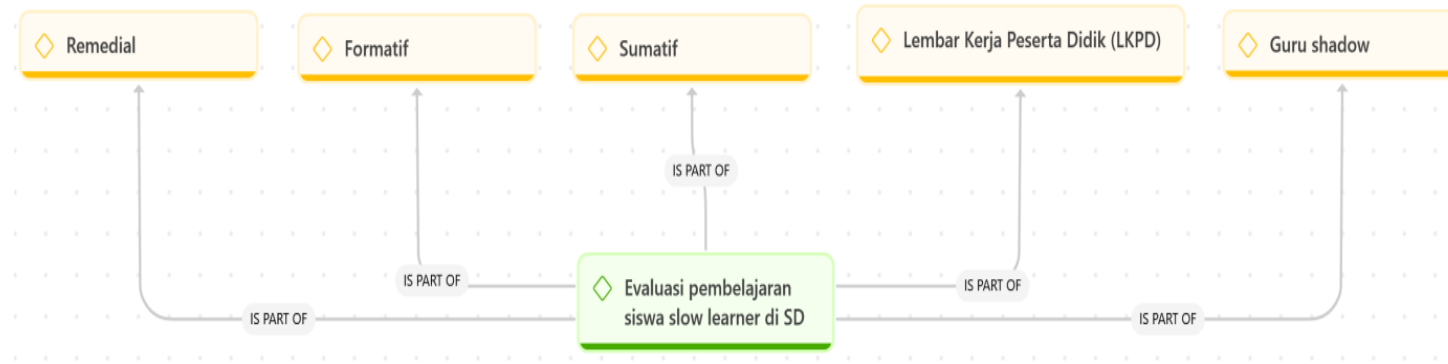 Remedial
Formatif
Sumatif
Lembar Kerja Peserta Didik (LKPD)
Guru shadow
IS PART OF
IS PART OF
IS PART OF
IS PART OF
IS PART OF
Evaluasi pembelajaran
siswa slow learner di SD